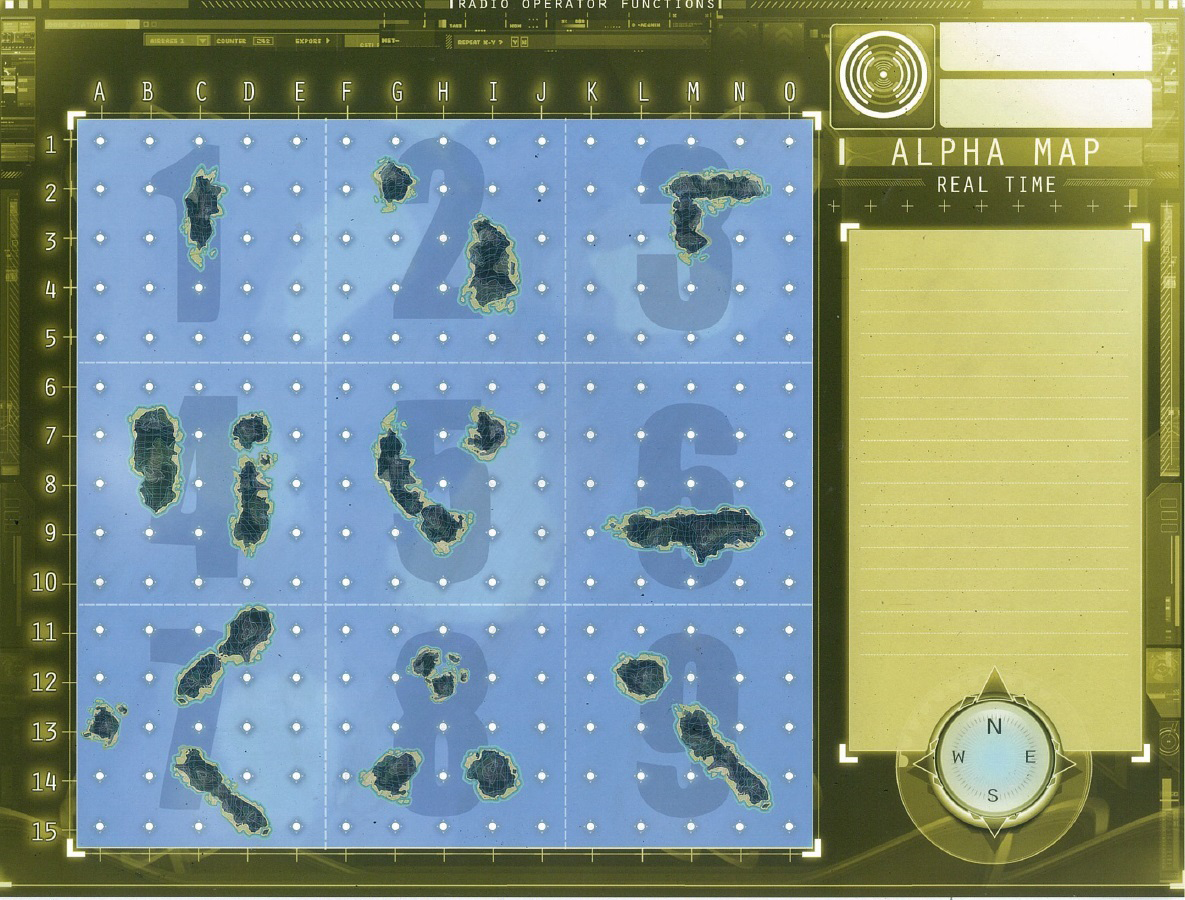 RADIO OPERATOR FUNCTIONS
COUNTER
EXPORT
REPEAT K-Y ?
A B C D E F G H I J K L M N O
ALPHA MAP
REAL TIME
1
2
3
4
5
6
7
8
9
10
11
12
13
14
15
1 2 3
4 5 6
7 8 9
N
W E
S